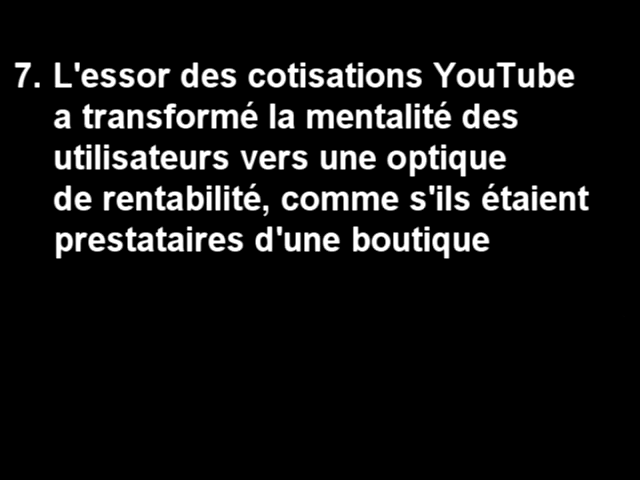 7. L'essor des cotisations YouTube
a transformé la mentalité des
utilisateurs vers une optique
de rentabilité, comme s'ils étaient
prestataires d'une boutique